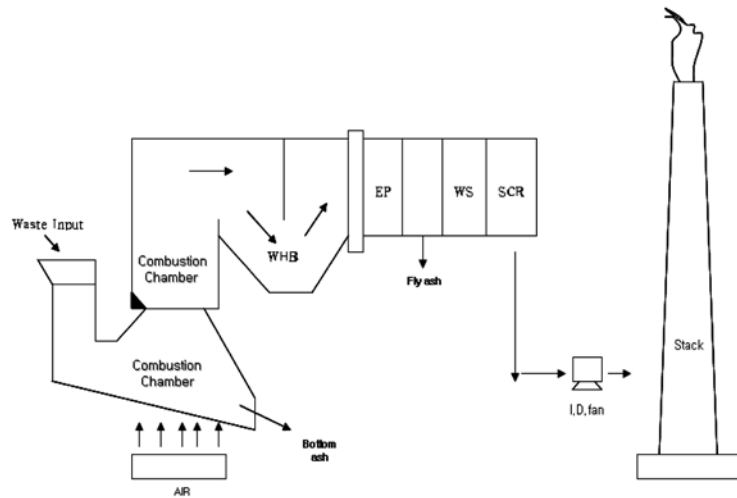 Waste Input
Combustion
Chamber
WHB
EP
WS
SCR
Fly ash
Combustion
Chamber
Bottom
ash
AIR
I,D,fan
Stack